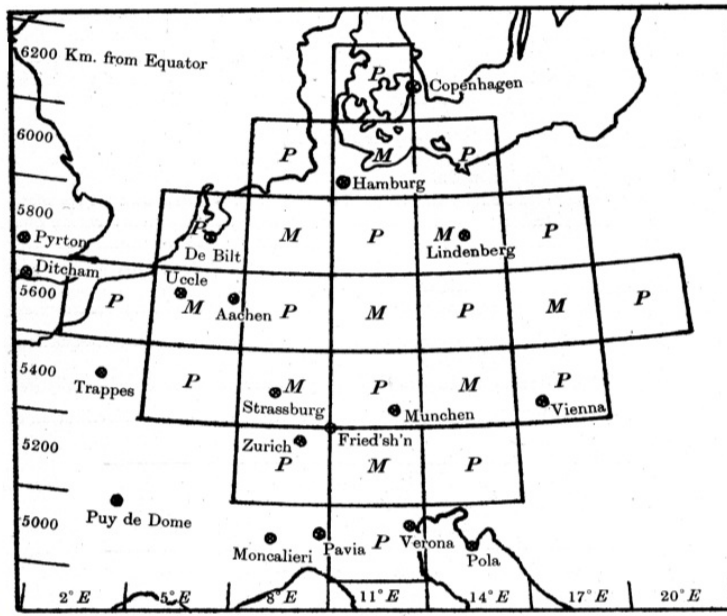 6200 Km. from Equator
P
Copenhagen
6000
P M P
Hamburg
5800
Pyrton
P M P M P
De Bilt Lindenberg
Ditcham
Uccle
5600
P M P M P M P
Aachen
5400
Trappes
P M P M P
Strassburg Munchen Vienna
5200
Zurich Fried'sh'n
P M P
5000
Puy de Dome
Moncalieri Pavia P Verona
Pola
2°E 5°E 8°E 11°E 14°E 17°E 20°E